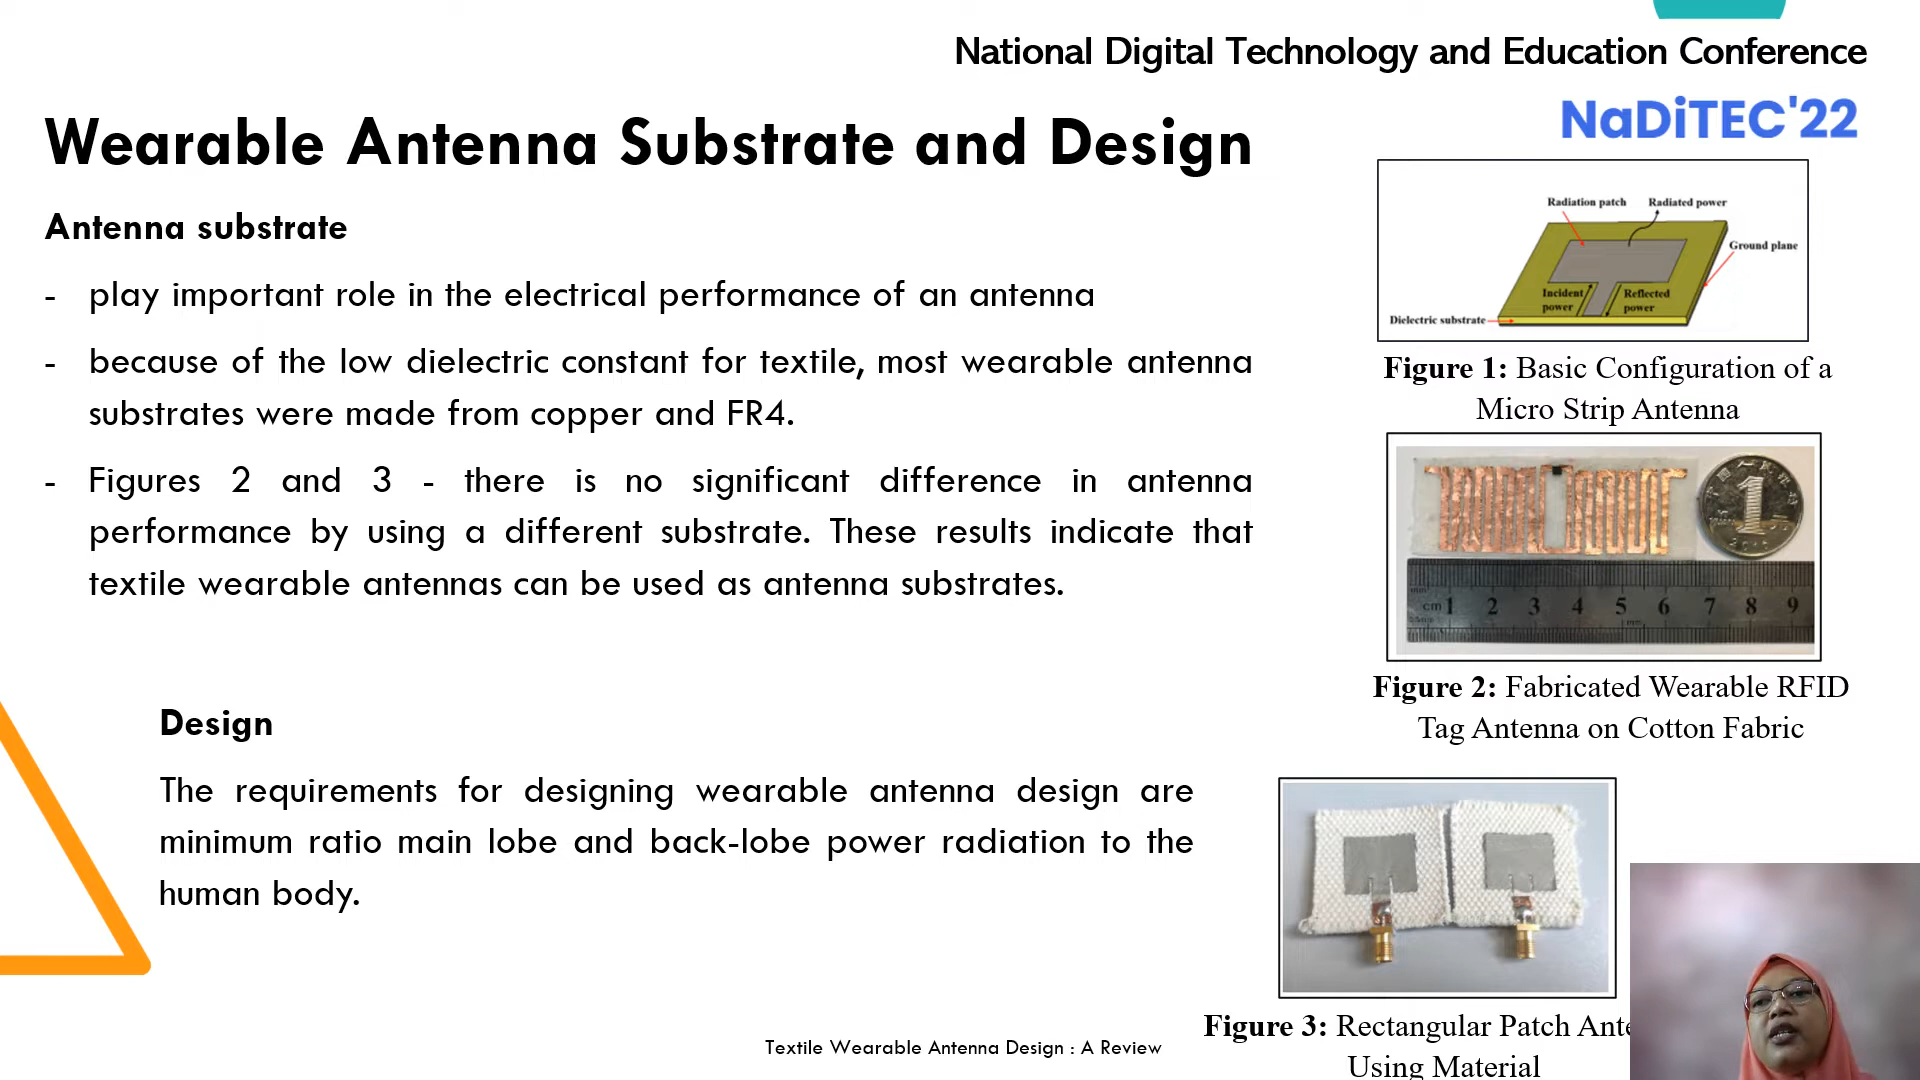 National Digital Technology and Education Conference
NaDiTEC'22
Wearable Antenna Substrate and Design
Antenna substrate
- play important role in the electrical performance of an antenna
- because of the low dielectric constant for textile, most wearable antenna
substrates were made from copper and FR4.
- Figures 2 and 3 - there is no significant difference in antenna
performance by using a different substrate. These results indicate that
textile wearable antennas can be used as antenna substrates.
Design
The requirements for designing wearable antenna design are
minimum ratio main lobe and back-lobe power radiation to the
human body.
Radiation patch
Radiated power
Ground plane
Incident
power
Reflected
power
Dielectric substrate
Figure 1: Basic Configuration of a
Micro Strip Antenna
1
cm 1 2 3 4 5 6 7 8 9
Figure 2: Fabricated Wearable RFID
Tag Antenna on Cotton Fabric
Figure 3: Rectangular Patch Ante
Using Material
Textile Wearable Antenna Design : A Review